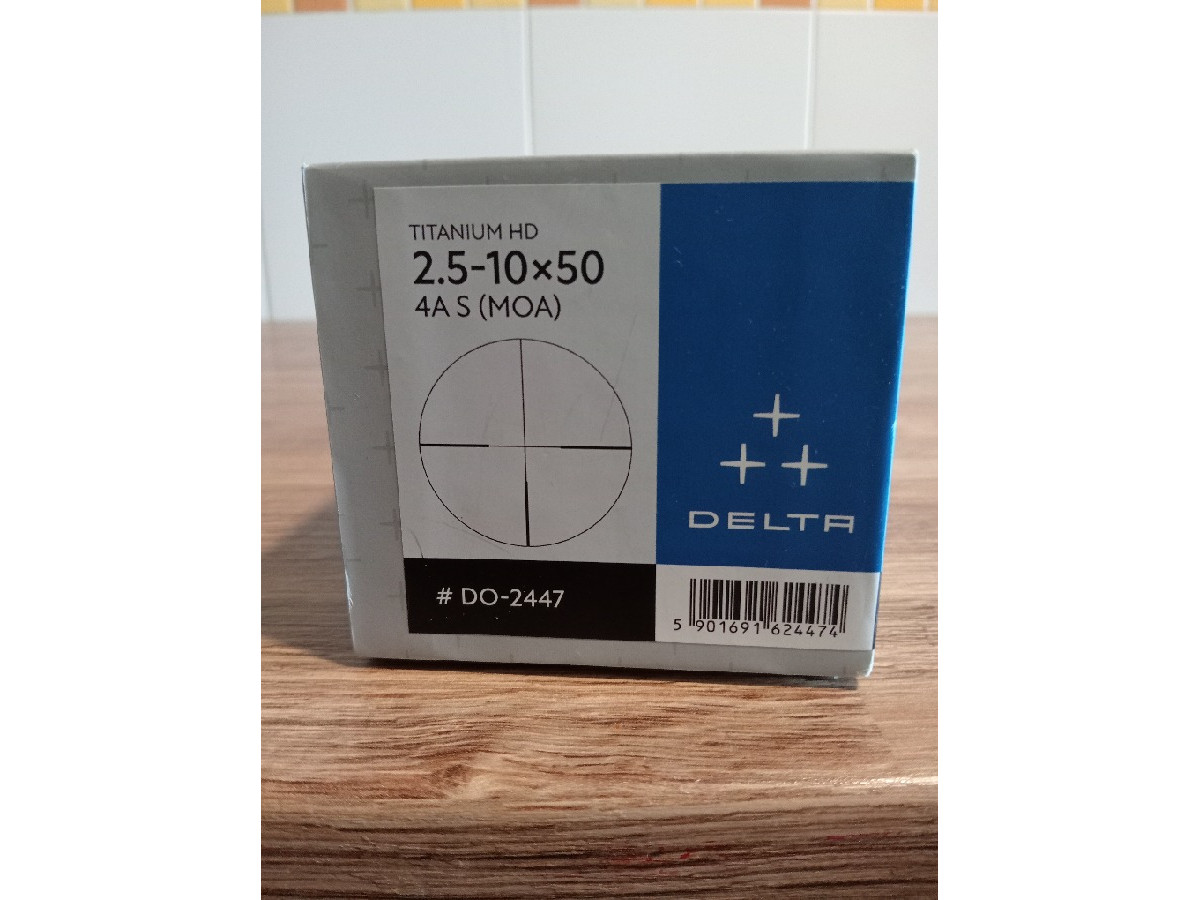 TITANIUM HD
2.5-10×50
4A S (MOA)
DELTA
# DO-2447
5 901691 624474